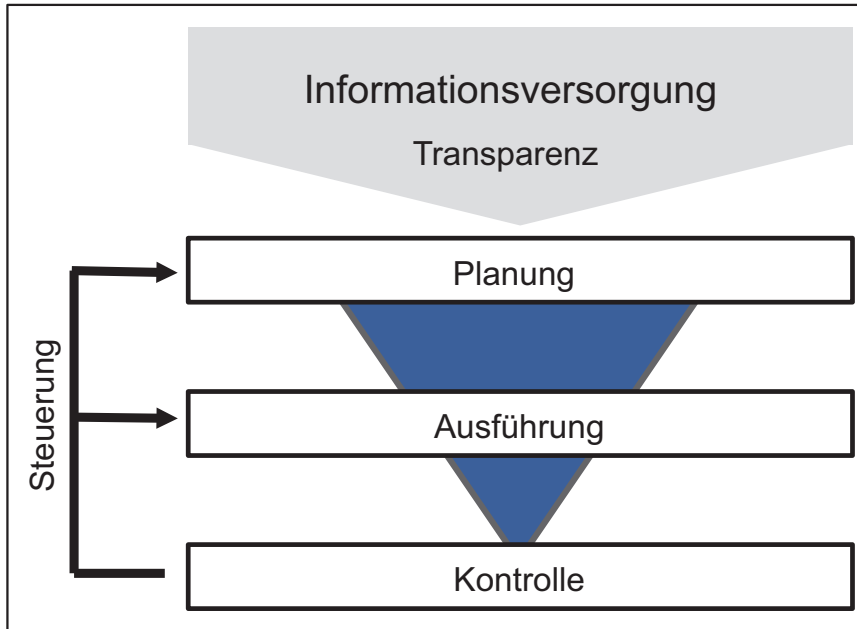 Informationsversorgung
Transparenz
Planung
Steuerung
Ausführung
Kontrolle